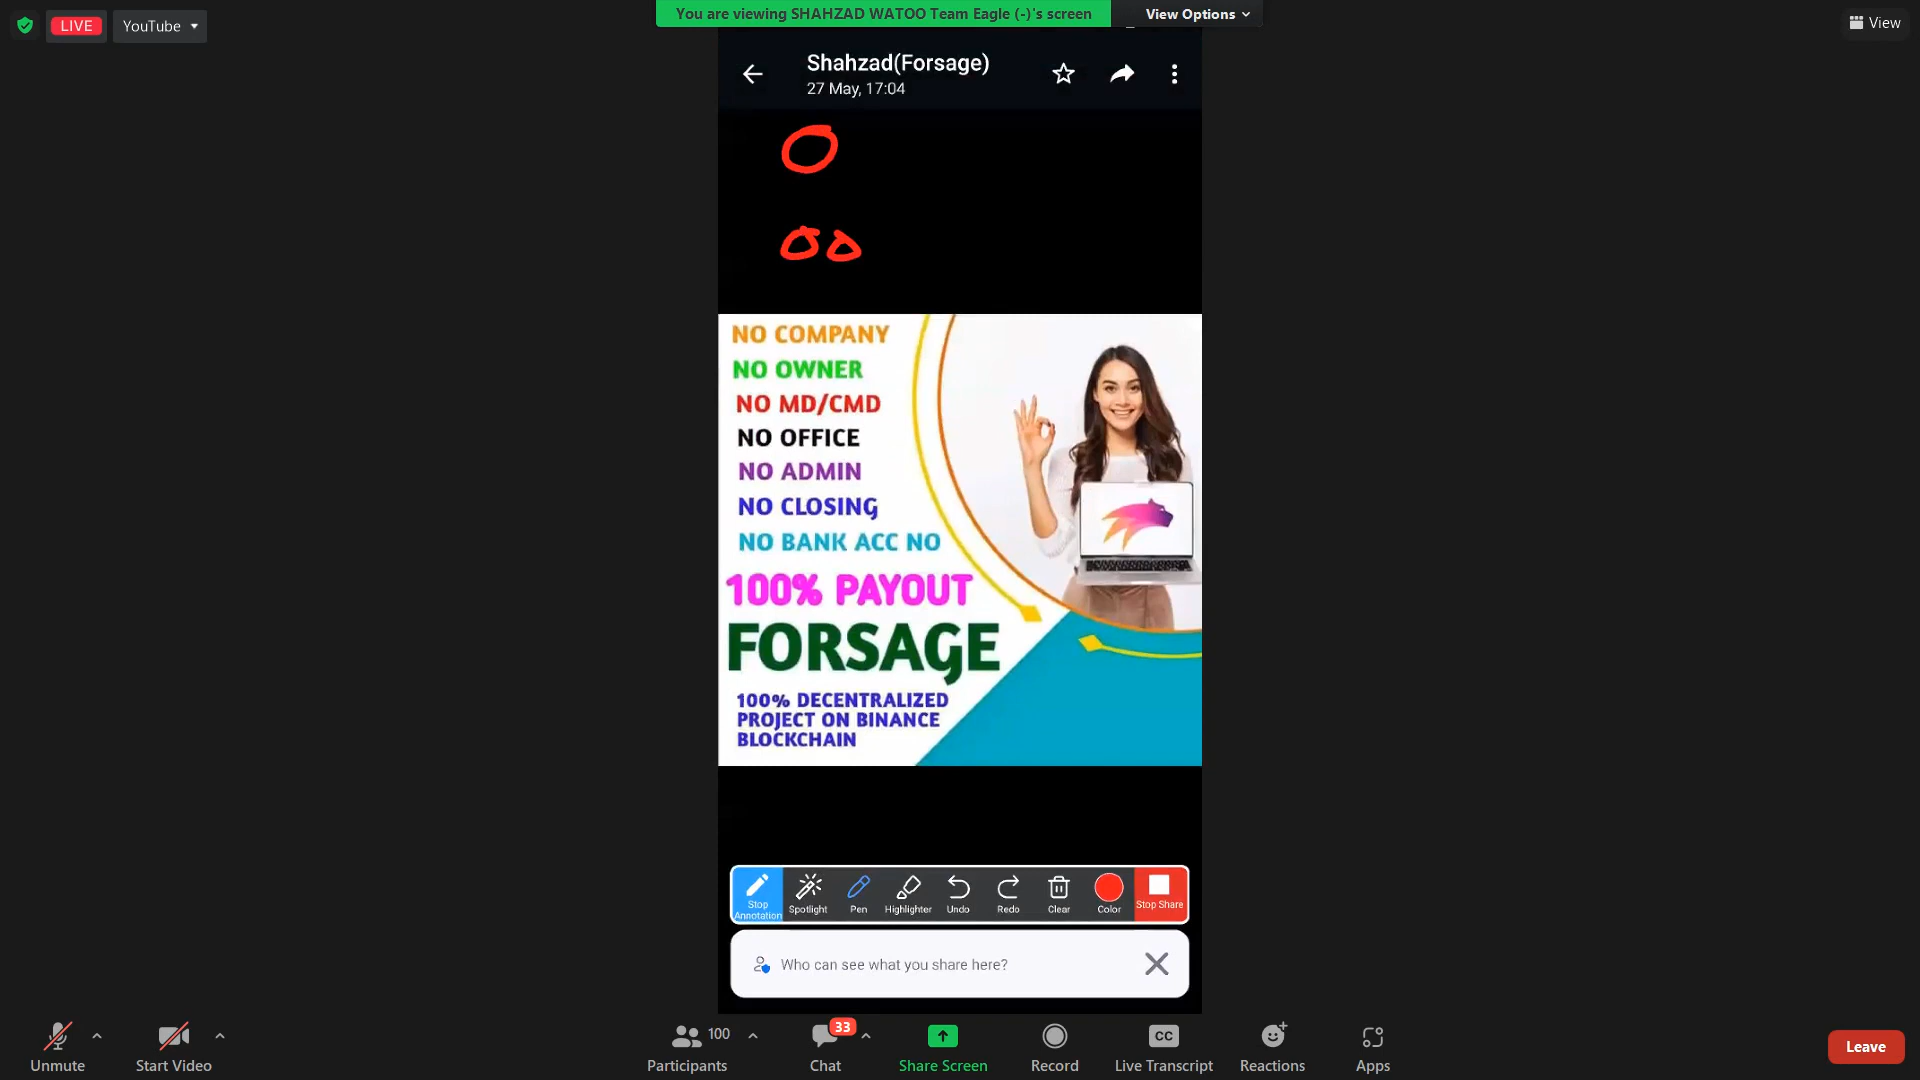 LIVE
YouTube
You are viewing SHAHZAD WATOO Team Eagle (-)'s screen
View Options
View
Shahzad(Forsage)
27 May, 17:04
NO COMPANY
NO OWNER
NO MD/CMD
NO OFFICE
NO ADMIN
NO CLOSING
NO BANK ACC NO
100% PAYOUT
FORSAGE
100% DECENTRALIZED
PROJECT ON BINANCE
BLOCKCHAIN
Stop Annotation
Spotlight
Pen
Highlighter
Undo
Redo
Clear
Color
Stop Share
Who can see what you share here?
Unmute
Start Video
100
Participants
33
Chat
Share Screen
Record
CC
Live Transcript
Reactions
Apps
Leave